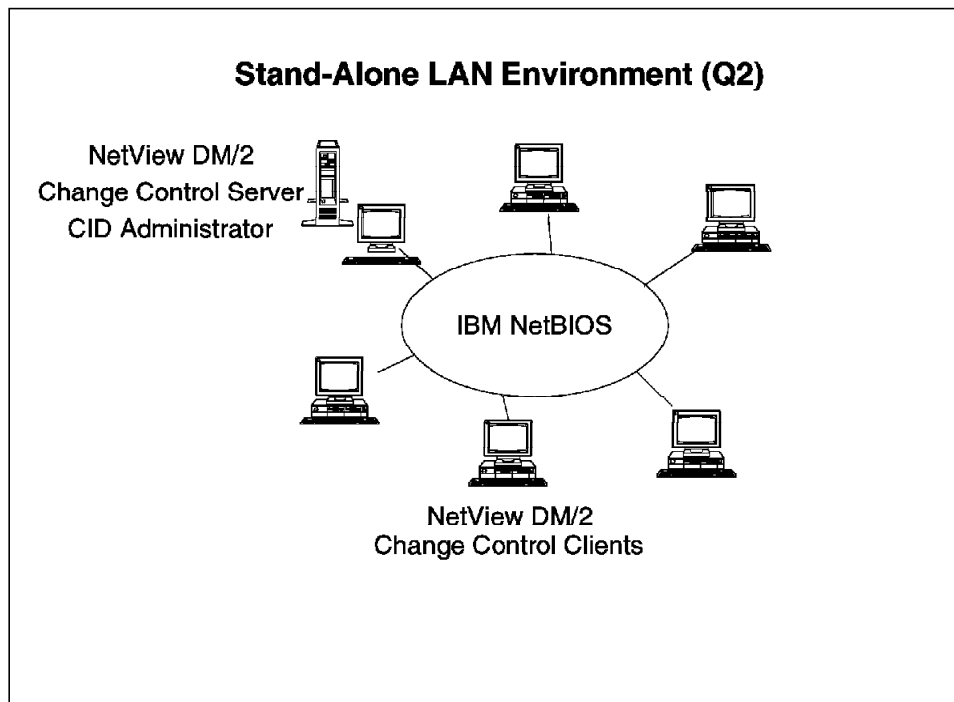 Stand-Alone LAN Environment (Q2)
NetView DM/2
Change Control Server
CID Administrator
IBM NetBIOS
NetView DM/2
Change Control Clients